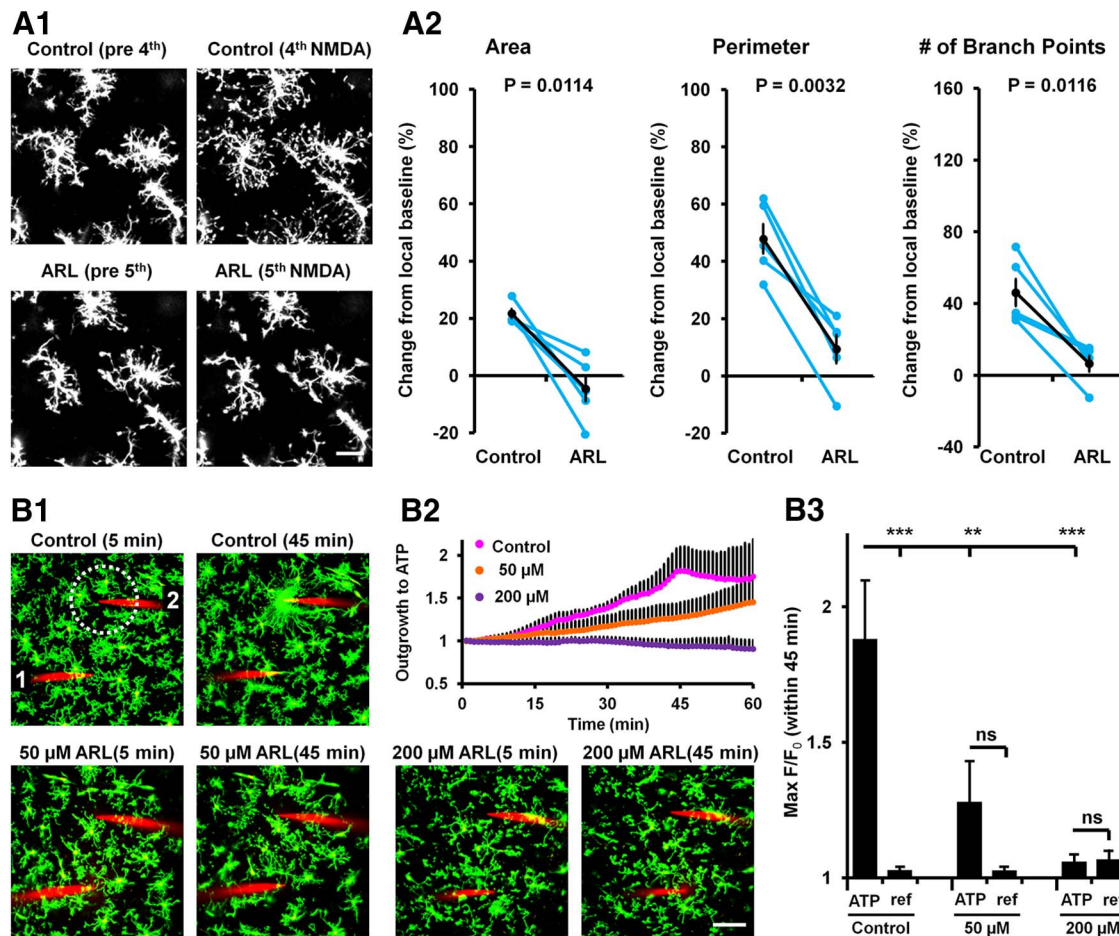 A1
Control (pre 4th)
Control (4th NMDA)
ARL (pre 5th)
ARL (5th NMDA)
A2
Area
P = 0.0114
Change from local baseline (%)
100
80
60
40
20
0
-20
Control
ARL
Perimeter
P = 0.0032
Change from local baseline (%)
100
80
60
40
20
0
-20
Control
ARL
# of Branch Points
P = 0.0116
Change from local baseline (%)
160
120
80
40
0
-40
Control
ARL
B1
Control (5 min)
Control (45 min)
2
1
50 µM ARL(5 min)
50 µM ARL(45 min)
B2
Outgrowth to ATP
2
1.5
1
0.5
Control
50 µM
200 µM
0
15
30
45
60
Time (min)
200 µM ARL(5 min)
200 µM ARL(45 min)
B3
Max F/F0 (within 45 min)
2
1.5
1
***
**
***
ns
ns
ATP
ref
ATP
ref
ATP
ref
Control
50 µM
200 µM